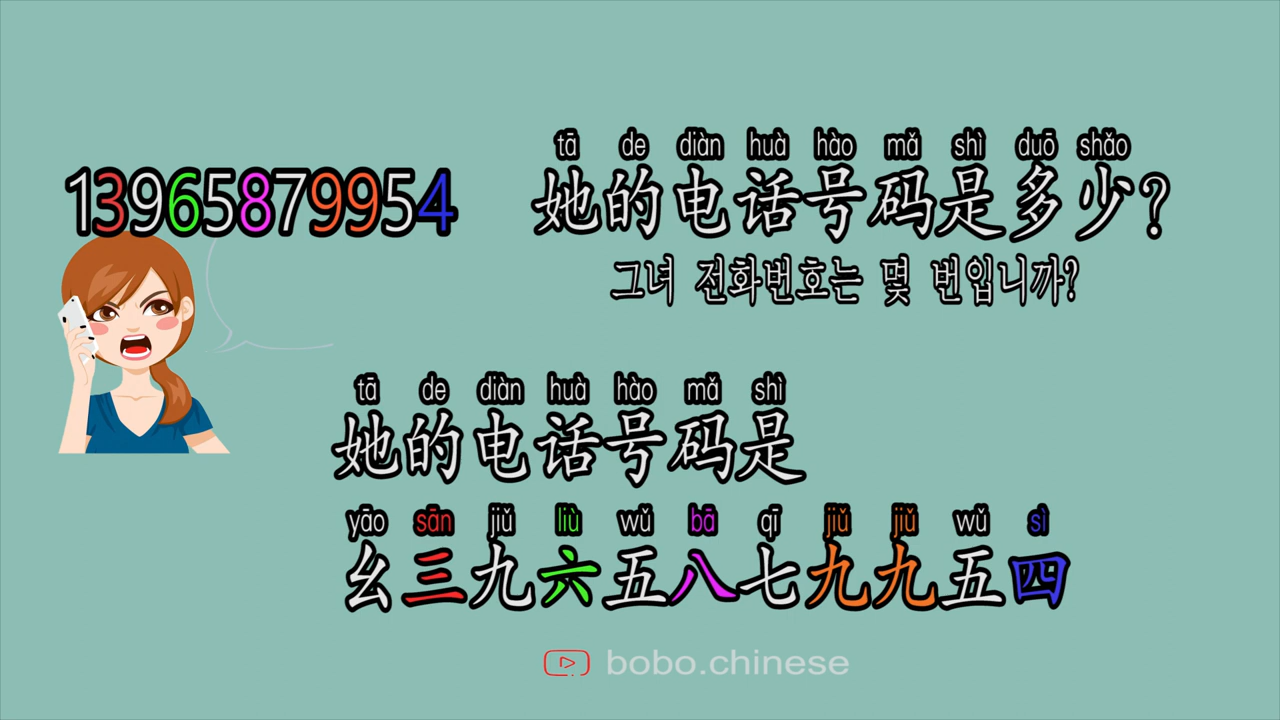 13965879954
tā de diàn huà hào mǎ shì duō shǎo
她的电话号码是多少?
그녀 전화번호는 몇 번입니까?
tā de diàn huà hào mǎ shì
她的电话号码是
yāo sān jiǔ liù wǔ bā qī jiǔ jiǔ wǔ sì
幺三九六五八七九九五四
bobo.chinese